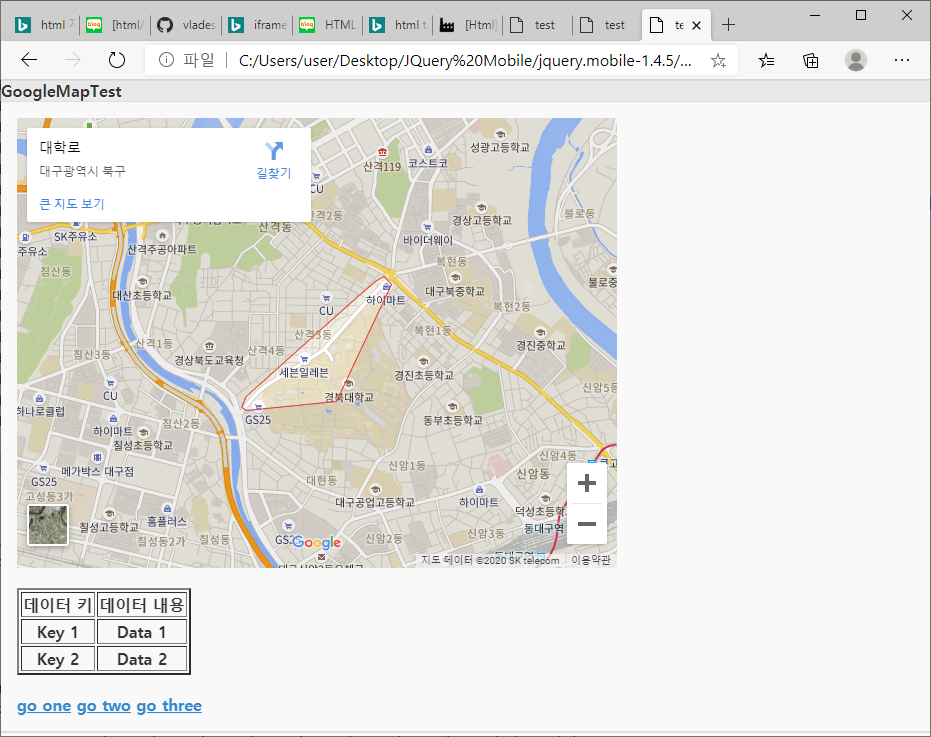 html ㅋ
[html/
vlades
iframe
HTML
html t
[Html]
test
test
te
파일
C:/Users/user/Desktop/JQuery%20Mobile/jquery.mobile-1.4.5/...
GoogleMapTest
대학로
대구광역시 북구
길찾기
큰 지도 보기
성광고등학교
산격119
코스트코
CU
산격2동
경상고등학교
불로동
SK주유소
주유소
산격주공아파트
산격동
바이더웨이
침산동
복현동
대산초등학교
대구북중학교
불로중
하이마트
CU
복현2동
산격1동
산격3동
복현1동
경진중학교
침산3동
경상북도교육청
산격4동
세븐일레븐
경진초등학교
신암5동
CU
경북대학교
하나로클럽
GS25
동부초등학교
침산2동
칠성초등학교
메가박스 대구점
신암1동
신암4동
GS25
대현동
신암동
고성동3가
대구공업고등학교
하이마트
칠성고등학교
홈플러스
덕성초등학
칠성동2가
칠성동
신암2동
신암3동
동대구역
Google
지도 데이터 ©2020 SK telecom
이용약관
데이터 키 데이터 내용
Key 1 Data 1
Key 2 Data 2
go one go two go three